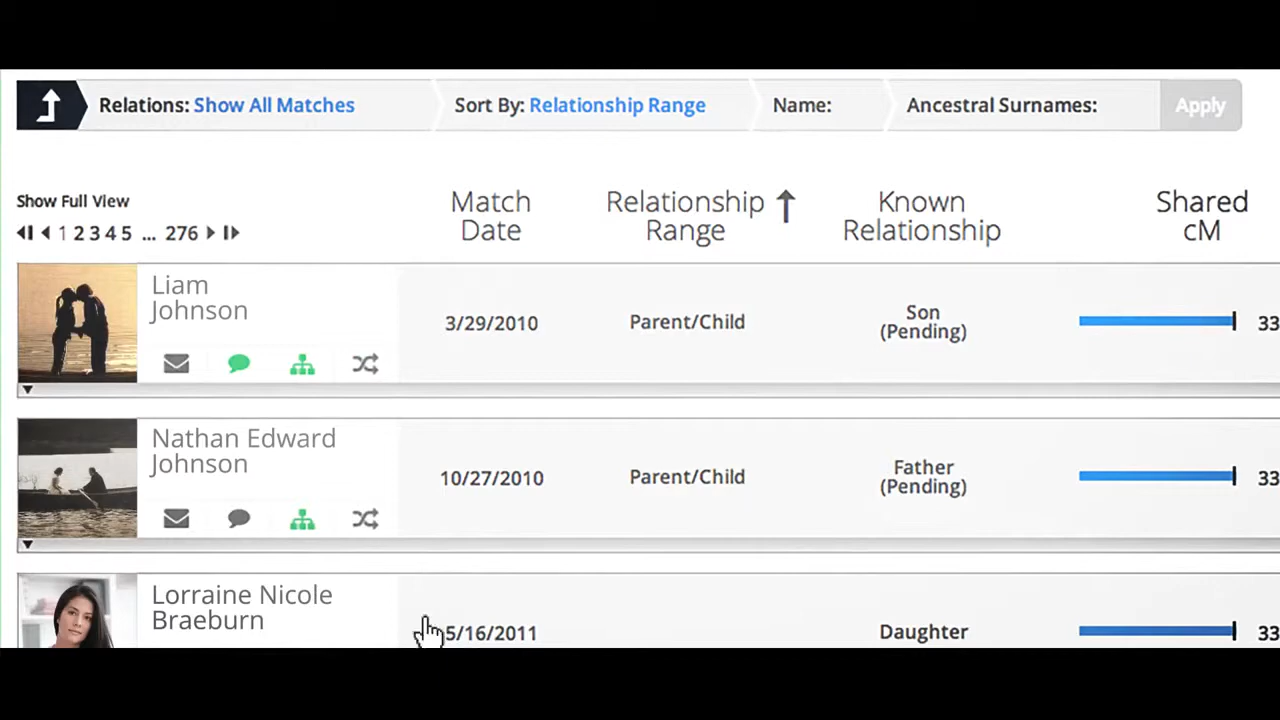 Relations: Show All Matches Sort By: Relationship Range Name: Ancestral Surnames: Apply
Show Full View
1 2 3 4 5 ... 276
Match Date
Relationship Range
Known Relationship
Shared cM
Liam
Johnson
3/29/2010
Parent/Child
Son
(Pending)
33
Nathan Edward
Johnson
10/27/2010
Parent/Child
Father
(Pending)
33
Lorraine Nicole
Braeburn
5/16/2011
Daughter
33